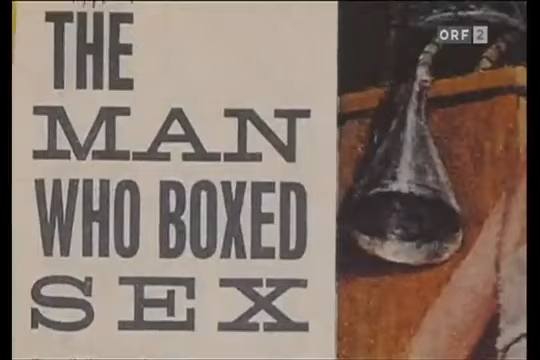 THE
MAN
WHO BOXED
SEX
ORF 2